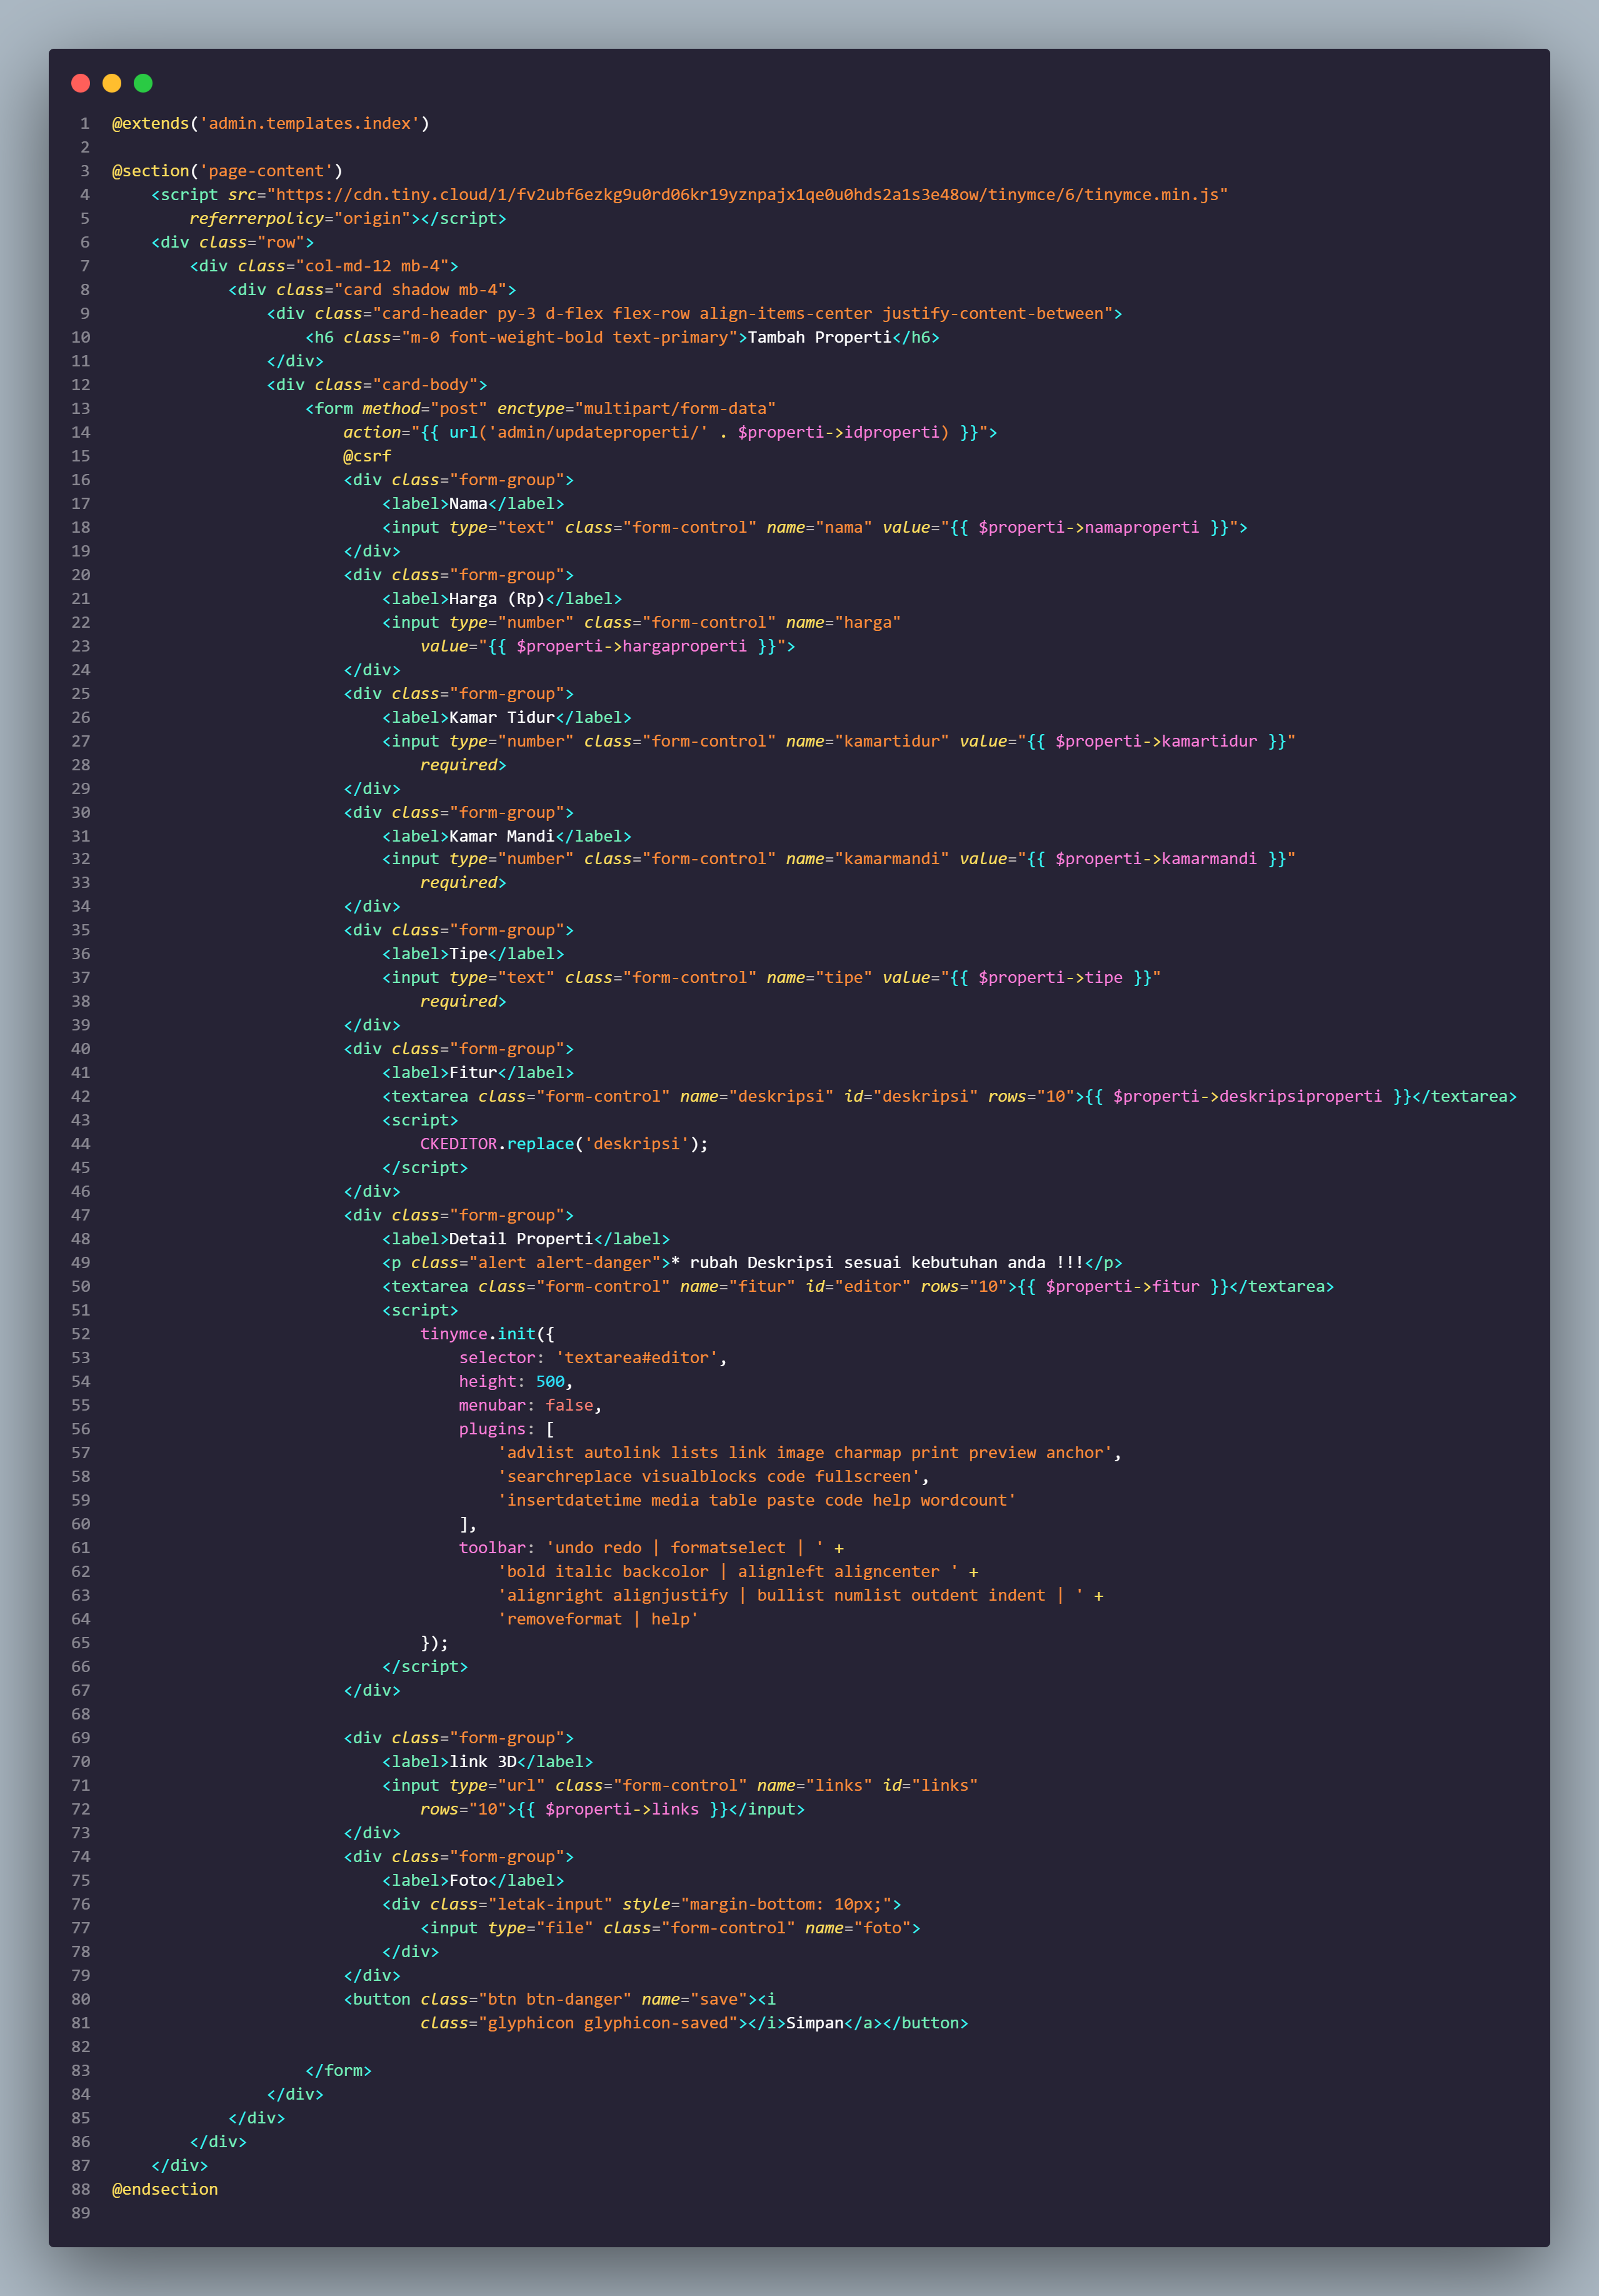 1 @extends('admin.templates.index')
2
3 @section('page-content')
4     <script src="https://cdn.tiny.cloud/1/fv2ubf6ezkg9u0rd06kr19yznpajx1qe0u0hds2a1s3e48ow/tinymce/6/tinymce.min.js"
5         referrerpolicy="origin"></script>
6     <div class="row">
7         <div class="col-md-12 mb-4">
8             <div class="card shadow mb-4">
9                 <div class="card-header py-3 d-flex flex-row align-items-center justify-content-between">
10                     <h6 class="m-0 font-weight-bold text-primary">Tambah Properti</h6>
11                 </div>
12                 <div class="card-body">
13                     <form method="post" enctype="multipart/form-data"
14                         action="{{ url('admin/updateproperti/' . $properti->idproperti) }}">
15                         @csrf
16                         <div class="form-group">
17                             <label>Nama</label>
18                             <input type="text" class="form-control" name="nama" value="{{ $properti->namaproperti }}">
19                         </div>
20                         <div class="form-group">
21                             <label>Harga (Rp)</label>
22                             <input type="number" class="form-control" name="harga"
23                                 value="{{ $properti->hargaproperti }}">
24                         </div>
25                         <div class="form-group">
26                             <label>Kamar Tidur</label>
27                             <input type="number" class="form-control" name="kamartidur" value="{{ $properti->kamartidur }}"
28                                 required>
29                         </div>
30                         <div class="form-group">
31                             <label>Kamar Mandi</label>
32                             <input type="number" class="form-control" name="kamarmandi" value="{{ $properti->kamarmandi }}"
33                                 required>
34                         </div>
35                         <div class="form-group">
36                             <label>Tipe</label>
37                             <input type="text" class="form-control" name="tipe" value="{{ $properti->tipe }}"
38                                 required>
39                         </div>
40                         <div class="form-group">
41                             <label>Fitur</label>
42                             <textarea class="form-control" name="deskripsi" id="deskripsi" rows="10">{{ $properti->deskripsiproperti }}</textarea>
43                             <script>
44                                 CKEDITOR.replace('deskripsi');
45                             </script>
46                         </div>
47                         <div class="form-group">
48                             <label>Detail Properti</label>
49                             <p class="alert alert-danger">* rubah Deskripsi sesuai kebutuhan anda !!!</p>
50                             <textarea class="form-control" name="fitur" id="editor" rows="10">{{ $properti->fitur }}</textarea>
51                             <script>
52                                 tinymce.init({
53                                     selector: 'textarea#editor',
54                                     height: 500,
55                                     menubar: false,
56                                     plugins: [
57                                         'advlist autolink lists link image charmap print preview anchor',
58                                         'searchreplace visualblocks code fullscreen',
59                                         'insertdatetime media table paste code help wordcount'
60                                     ],
61                                     toolbar: 'undo redo | formatselect | ' +
62                                         'bold italic backcolor | alignleft aligncenter ' +
63                                         'alignright alignjustify | bullist numlist outdent indent | ' +
64                                         'removeformat | help'
65                                 });
66                             </script>
67                         </div>
68
69                         <div class="form-group">
70                             <label>link 3D</label>
71                             <input type="url" class="form-control" name="links" id="links"
72                                 rows="10">{{ $properti->links }}</input>
73                         </div>
74                         <div class="form-group">
75                             <label>Foto</label>
76                             <div class="letak-input" style="margin-bottom: 10px;">
77                                 <input type="file" class="form-control" name="foto">
78                             </div>
79                         </div>
80                         <button class="btn btn-danger" name="save"><i
81                                 class="glyphicon glyphicon-saved"></i>Simpan</a></button>
82
83                     </form>
84                 </div>
85             </div>
86         </div>
87     </div>
88 @endsection
89